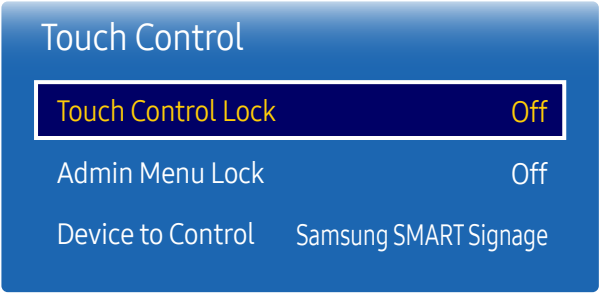 Touch Control
Touch Control Lock Off
Admin Menu Lock Off
Device to Control Samsung SMART Signage